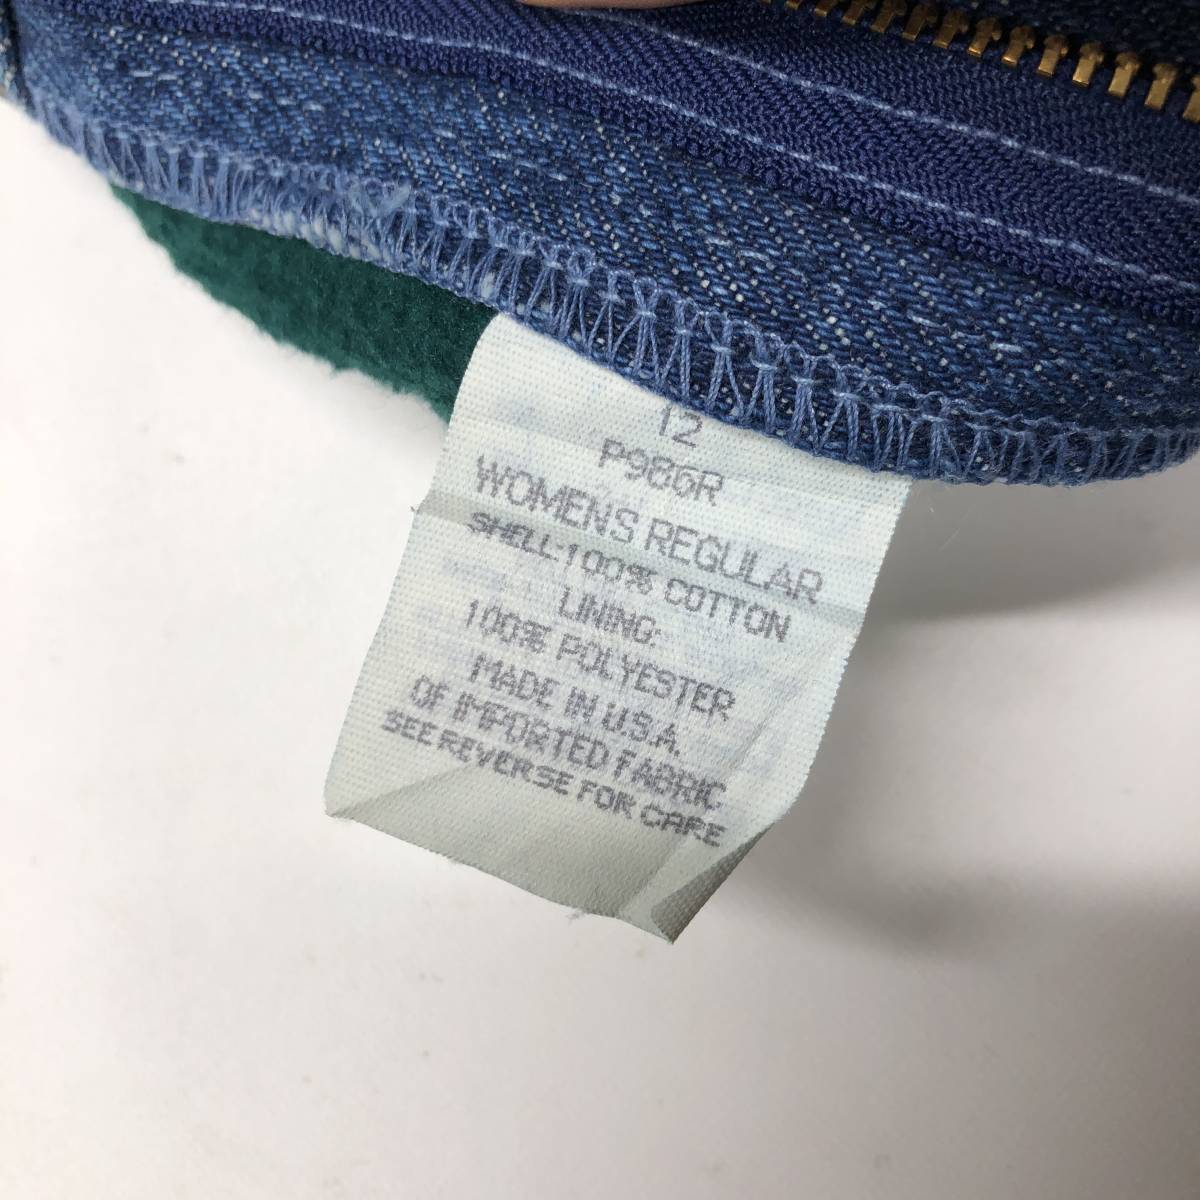 12
P986R
WOMENS REGULAR
SHELL:100% COTTON
LINING:
100% POLYESTER
MADE IN U.S.A.
OF IMPORTED FABRIC
SEE REVERSE FOR CARE